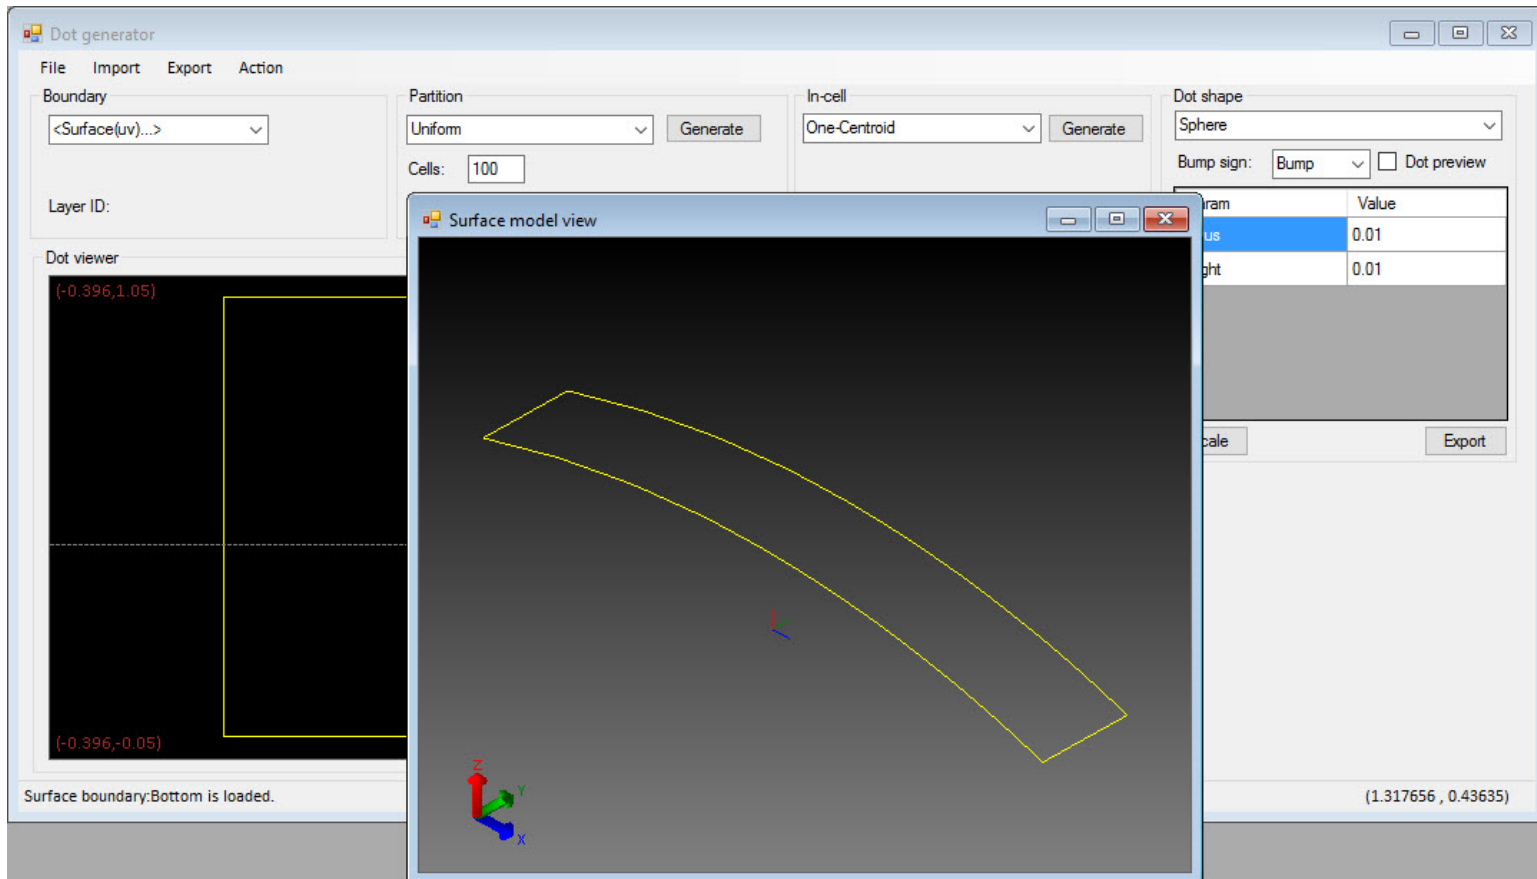 Dot generator
File Import Export Action
Boundary
<Surface(uv)...>
Layer ID:
Partition
Uniform
Generate
Cells: 100
In-cell
One-Centroid
Generate
Dot shape
Sphere
Bump sign: Bump Dot preview
ram Value
us 0.01
ght 0.01
cale Export
Dot viewer
(-0.396,1.05)
(-0.396,-0.05)
Surface model view
Z
Y
X
Surface boundary:Bottom is loaded.
(1.317656 , 0.43635)